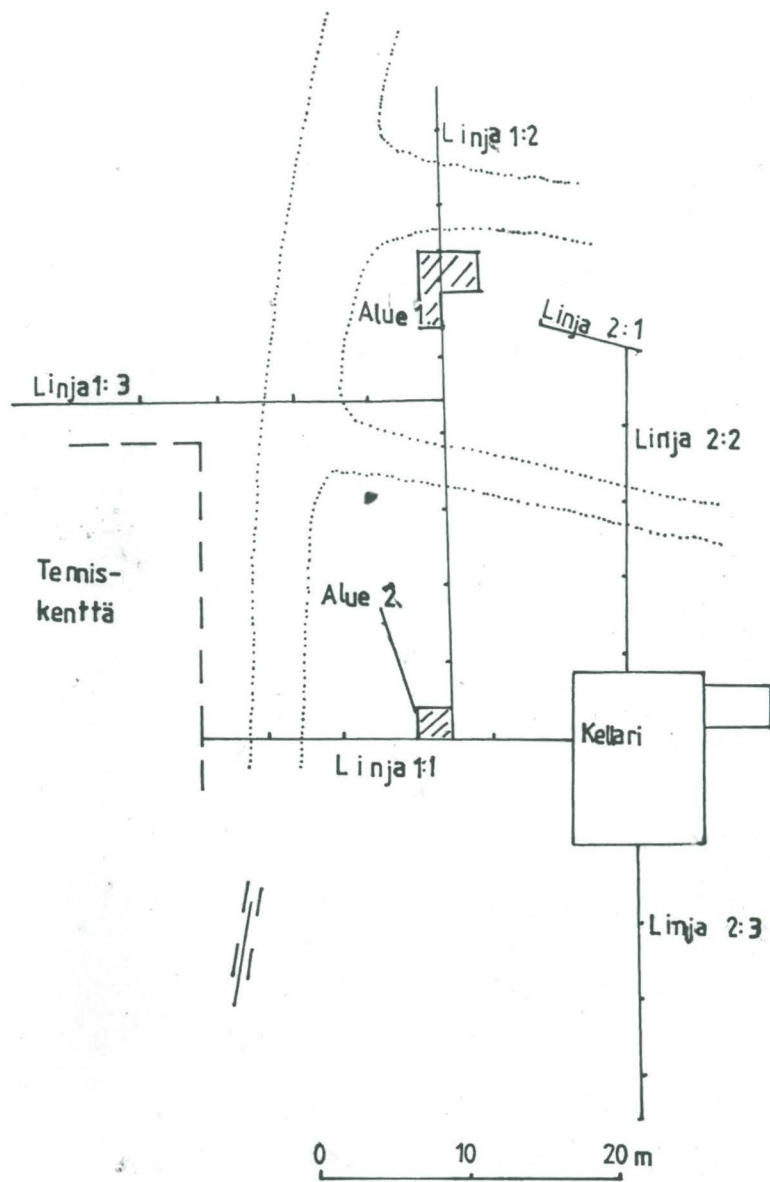 Linja 1:2
Alue 1.
Linja 2:1
Linja 1:3
Linja 2:2
Tennis-
kenttä
Alue 2.
Kellari
Linja 1:1
Linja 2:3
0 10 20 m